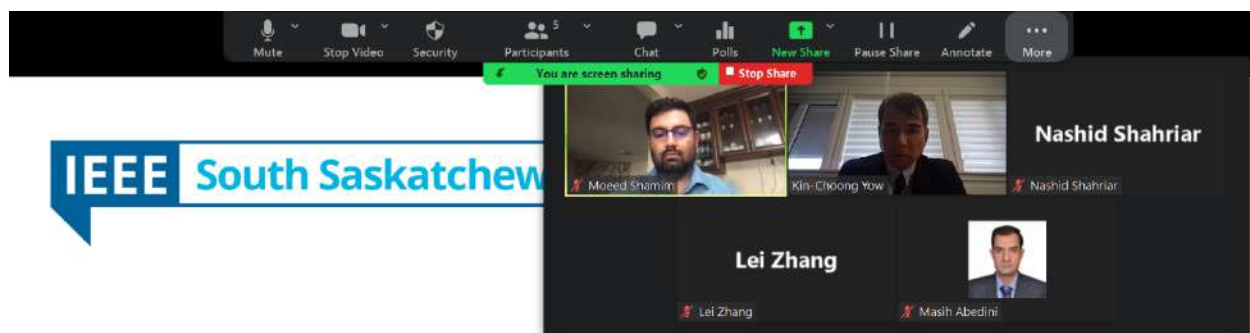 5
Mute Stop Video Security Participants Chat Polls New Share Pause Share Annotate More
You are screen sharing Stop Share
IEEE South Saskatchew
Moeed Shamim
Kin-Choong Yow
Nashid Shahriar
Nashid Shahriar
Lei Zhang
Lei Zhang
Masih Abedini